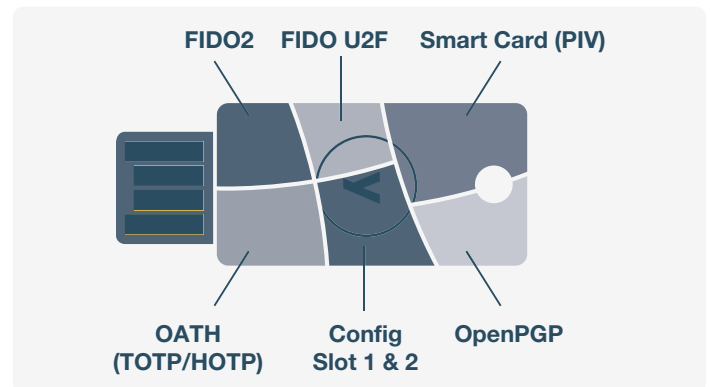 FIDO2 FIDO U2F Smart Card (PIV)
y
OATH
(TOTP/HOTP)
Config
Slot 1 & 2
OpenPGP